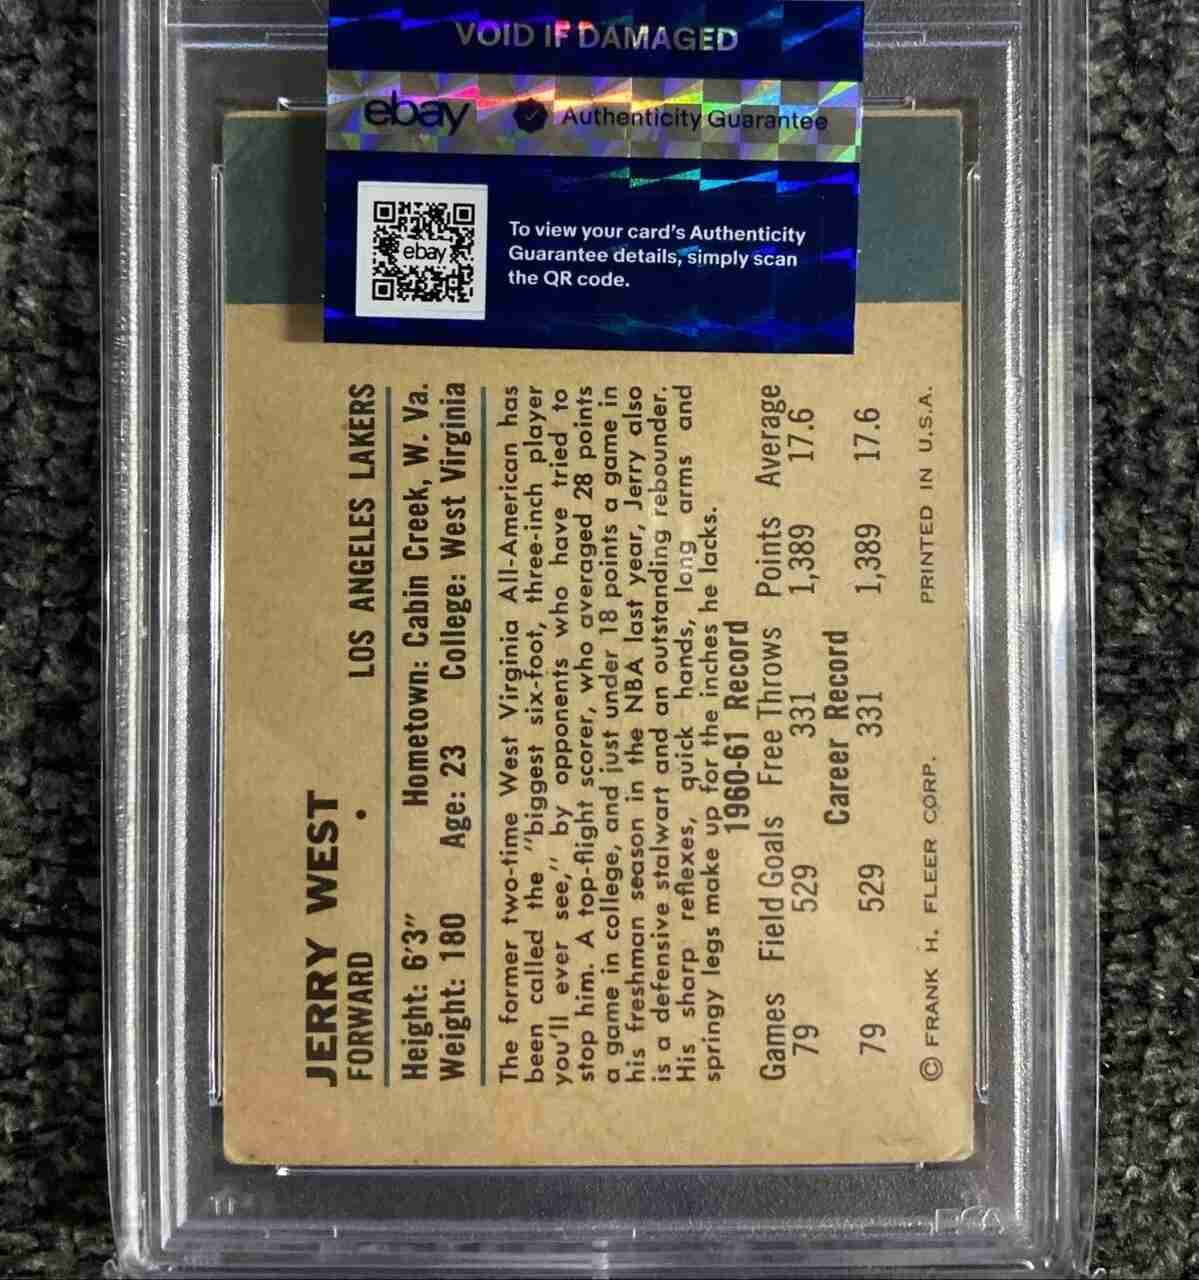 VOID IF DAMAGED
ebay Authenticity Guarantee
ebay
To view your card's Authenticity
Guarantee details, simply scan
the QR code.
JERRY WEST
FORWARD • LOS ANGELES LAKERS
Height: 6'3" Hometown: Cabin Creek, W. Va.
Weight: 180 Age: 23 College: West Virginia
The former two-time West Virginia All-American has
been called the "biggest six-foot, three-inch player
you'll ever see," by opponents who have tried to
stop him. A top-flight scorer, who averaged 28 points
a game in college, and just under 18 points a game in
his freshman season in the NBA last year, Jerry also
is a defensive stalwart and an outstanding rebounder.
His sharp reflexes, quick hands, long arms and
springy legs make up for the inches he lacks.
1960-61 Record
Games Field Goals Free Throws Points Average
79 529 331 1,389 17.6
Career Record
79 529 331 1,389 17.6
© FRANK H. FLEER CORP. PRINTED IN U.S.A.
PSA